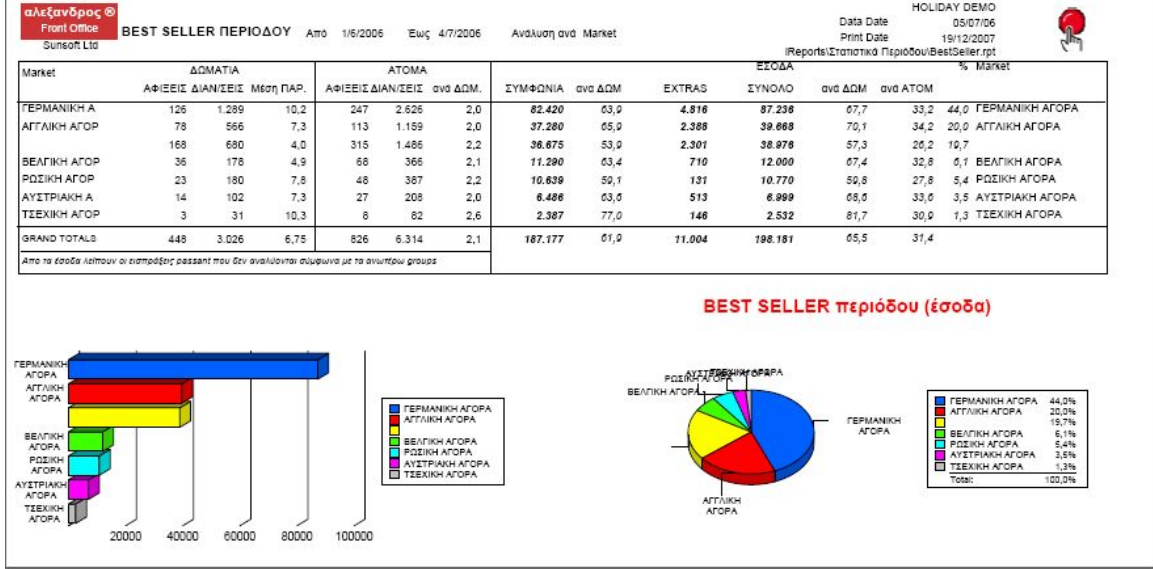 αλεξανδρος ®
Front Office
Sunsoft Ltd
BEST SELLER ΠΕΡΙΟΔΟΥ Από 1/6/2006 Έως 4/7/2006 Ανάλυση ανά Market
HOLIDAY DEMO
Data Date 05/07/06
Print Date 19/12/2007
\Reports\Στατιστικά Περιόδου\BestSeller.rpt
Market ΔΩΜΑΤΙΑ ΑΤΟΜΑ ΕΣΟΔΑ % Market
ΑΦΙΞΕΙΣ ΔΙΑΝ/ΣΕΙΣ Μέση ΠΑΡ. ΑΦΙΞΕΙΣ ΔΙΑΝ/ΣΕΙΣ ανά ΔΩΜ. ΣΥΜΦΩΝΙΑ ανά ΔΩΜ EXTRAS ΣΥΝΟΛΟ ανά ΔΩΜ ανά ΑΤΟΜ
ΓΕΡΜΑΝΙΚΗ Α 126 1.289 10,2 247 2.626 2,0 82.420 63,9 4.816 87.236 67,7 33,2 44,0 ΓΕΡΜΑΝΙΚΗ ΑΓΟΡΑ
ΑΓΓΛΙΚΗ ΑΓΟΡ 78 566 7,3 113 1.159 2,0 37.280 65,9 2.388 39.668 70,1 34,2 20,0 ΑΓΓΛΙΚΗ ΑΓΟΡΑ
168 680 4,0 315 1.486 2,2 36.675 53,9 2.301 38.976 57,3 26,2 19,7
ΒΕΛΓΙΚΗ ΑΓΟΡ 36 178 4,9 68 366 2,1 11.290 63,4 710 12.000 67,4 32,8 6,1 ΒΕΛΓΙΚΗ ΑΓΟΡΑ
ΡΩΣΙΚΗ ΑΓΟΡ 23 180 7,8 48 387 2,2 10.639 59,1 131 10.770 59,8 27,8 5,4 ΡΩΣΙΚΗ ΑΓΟΡΑ
ΑΥΣΤΡΙΑΚΗ Α 14 102 7,3 27 208 2,0 6.486 63,6 513 6.999 68,6 33,6 3,5 ΑΥΣΤΡΙΑΚΗ ΑΓΟΡΑ
ΤΣΕΧΙΚΗ ΑΓΟΡ 3 31 10,3 8 82 2,6 2.387 77,0 146 2.532 81,7 30,9 1,3 ΤΣΕΧΙΚΗ ΑΓΟΡΑ
GRAND TOTALS 448 3.026 6,75 826 6.314 2,1 187.177 61,9 11.004 198.181 65,5 31,4
Απο τα έσοδα λείπουν οι εισπράξεις passant που δεν αναλύονται σύμφωνα με τα ανωτέρω groups
BEST SELLER περιόδου (έσοδα)
ΓΕΡΜΑΝΙΚΗ
ΑΓΟΡΑ
ΑΓΓΛΙΚΗ
ΑΓΟΡΑ
ΒΕΛΓΙΚΗ
ΑΓΟΡΑ
ΡΩΣΙΚΗ
ΑΓΟΡΑ
ΑΥΣΤΡΙΑΚΗ
ΑΓΟΡΑ
ΤΣΕΧΙΚΗ
ΑΓΟΡΑ
20000 40000 60000 80000 100000
ΓΕΡΜΑΝΙΚΗ ΑΓΟΡΑ
ΑΓΓΛΙΚΗ ΑΓΟΡΑ
ΒΕΛΓΙΚΗ ΑΓΟΡΑ
ΡΩΣΙΚΗ ΑΓΟΡΑ
ΑΥΣΤΡΙΑΚΗ ΑΓΟΡΑ
ΤΣΕΧΙΚΗ ΑΓΟΡΑ
ΡΩΣΙΚΗ ΑΓΟΡΑ
ΒΕΛΓΙΚΗ ΑΓΟΡΑ
ΓΕΡΜΑΝΙΚΗ
ΑΓΟΡΑ
ΑΓΓΛΙΚΗ
ΑΓΟΡΑ
ΓΕΡΜΑΝΙΚΗ ΑΓΟΡΑ 44,0%
ΑΓΓΛΙΚΗ ΑΓΟΡΑ 20,0%
19,7%
ΒΕΛΓΙΚΗ ΑΓΟΡΑ 6,1%
ΡΩΣΙΚΗ ΑΓΟΡΑ 5,4%
ΑΥΣΤΡΙΑΚΗ ΑΓΟΡΑ 3,5%
ΤΣΕΧΙΚΗ ΑΓΟΡΑ 1,3%
Total: 100,0%